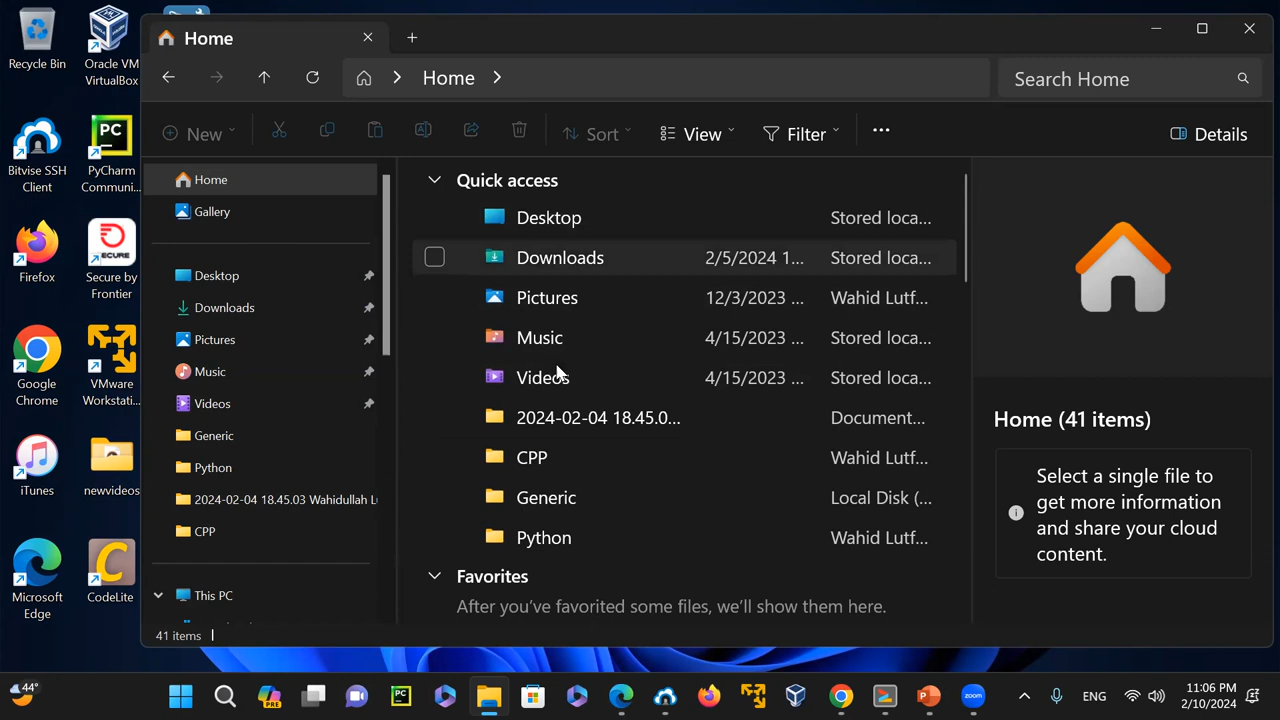 Recycle Bin
Oracle VM
VirtualBox
Bitvise SSH
Client
PyCharm
Communi...
Firefox
Secure by
Frontier
Google
Chrome
VMware
Workstati...
iTunes
newvideos
Microsoft
Edge
CodeLite
Home
Home
Search Home
New
Sort
View
Filter
Details
Home
Gallery
Desktop
Downloads
Pictures
Music
Videos
Generic
Python
2024-02-04 18.45.03 Wahidullah Lu
CPP
This PC
Quick access
Desktop Stored loca...
Downloads 2/5/2024 1... Stored loca...
Pictures 12/3/2023 ... Wahid Lutf...
Music 4/15/2023 ... Stored loca...
Videos 4/15/2023 ... Stored loca...
2024-02-04 18.45.0... Document...
CPP Wahid Lutf...
Generic Local Disk (...
Python Wahid Lutf...
Favorites
After you've favorited some files, we'll show them here.
Home (41 items)
Select a single file to
get more information
and share your cloud
content.
41 items
44°
PRE
PC
zoom
ENG
11:06 PM
2/10/2024